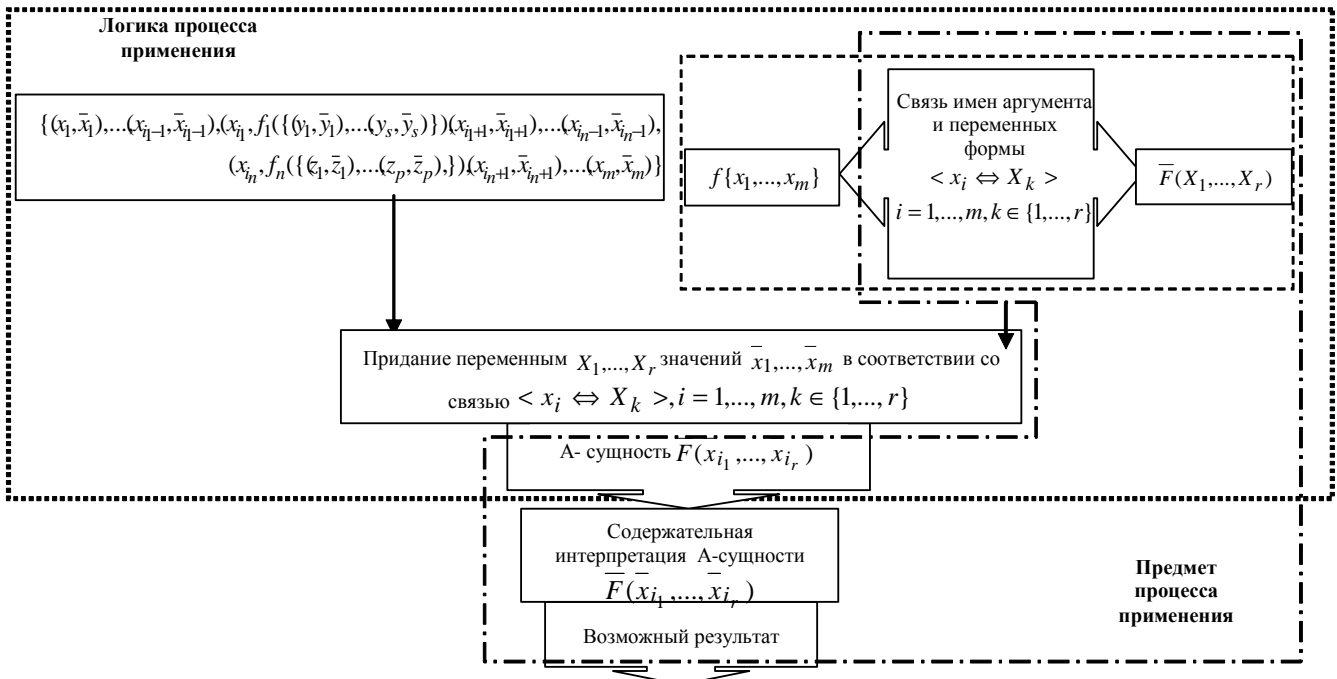 Логика процесса
применения
{(x₁,x̄₁),...(x_{i₁−1},x̄_{i₁−1}),(x_{i₁},f₁({(y₁,ȳ₁),...(y_s,ȳ_s)})(x_{i₁+1},x̄_{i₁+1}),...(x_{i_n−1},x̄_{i_n−1}),
(x_{i_n},f_n({(z₁,z̄₁),...(z_p,z̄_p),})(x_{i_n+1},x̄_{i_n+1}),...(x_m,x̄_m)}
f{x₁,...,x_m}
Связь имен аргумента
и переменных
формы
< x_i ⇔ X_k >
i = 1,...,m, k ∈ {1,...,r}
F̅(X₁,...,X_r)
Придание переменным X₁,...,X_r значений x̄₁,...,x̄_m в соответствии со
связью < x_i ⇔ X_k >, i = 1,...,m, k ∈ {1,...,r}
А- сущность F̅(x̄_{i₁},...,x̄_{i_r})
Содержательная
интерпретация А-сущности
F̅(x̄_{i₁},...,x̄_{i_r})
Возможный результат
Предмет
процесса
применения